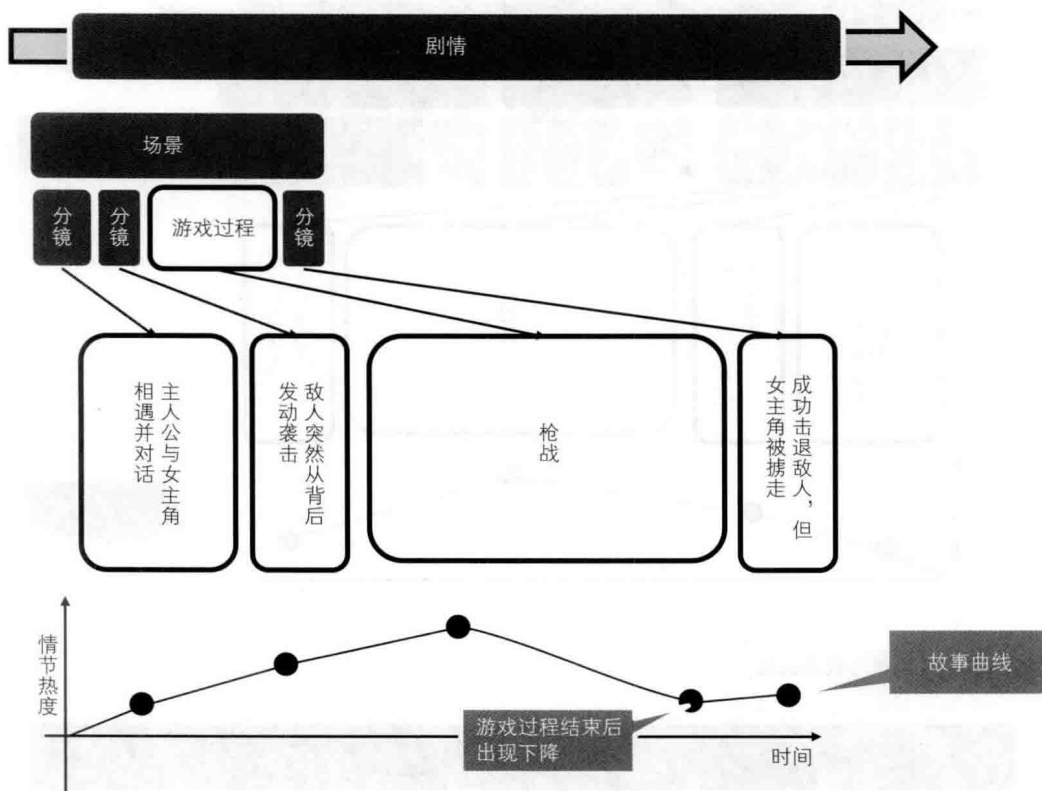 剧情
场景
分镜
分镜
游戏过程
分镜
主人公与女主角
相遇并对话
敌人突然从背后
发动袭击
枪战
成功击退敌人，但
女主角被掳走
情节热度
故事曲线
游戏过程结束后
出现下降
时间